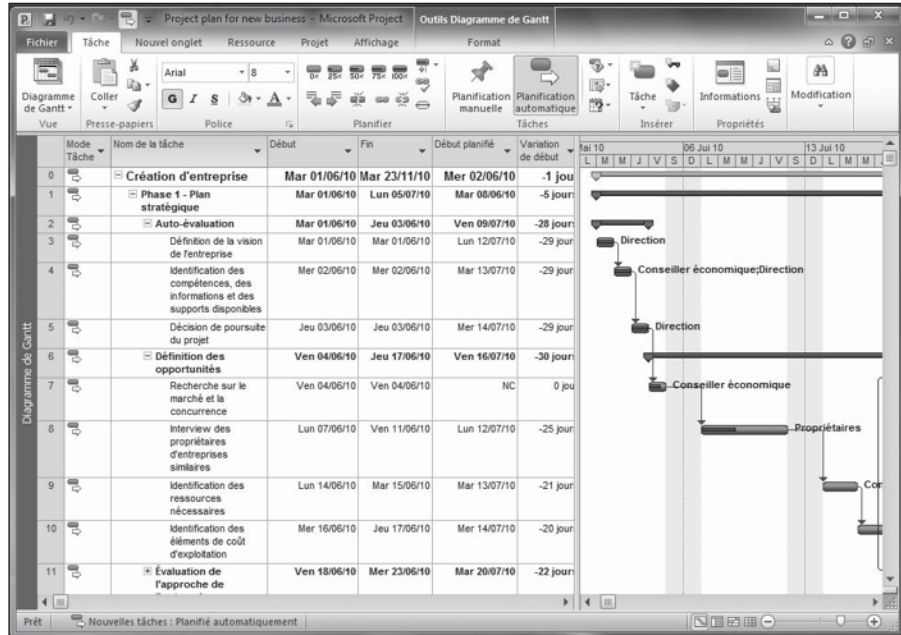 Project plan for new business - Microsoft Project Outils Diagramme de Gantt
Fichier Tâche Nouvel onglet Ressource Projet Affichage Format
Arial 8
0x 25x 50x 75x 100x
G I S A
Diagramme de Gantt
Coller
Planification manuelle
Planification automatique
Tâche
Informations
Modification
Vue Presse-papiers Police Planifier Tâches Insérer Propriétés
Mode Tâche Nom de la tâche Début Fin Début planifié Variation de début
lai 10 06 Jui 10 13 Jui 10
L M M J V S D L M M J V S D L M M J
0 Création d'entreprise Mar 01/06/10 Mar 23/11/10 Mer 02/06/10 -1 jou
1 Phase 1 - Plan stratégique Mar 01/06/10 Lun 05/07/10 Mar 08/06/10 -5 jours
2 Auto-évaluation Mar 01/06/10 Jeu 03/06/10 Ven 09/07/10 -28 jours
3 Définition de la vision de l'entreprise Mar 01/06/10 Mar 01/06/10 Lun 12/07/10 -29 jour
Direction
4 Identification des compétences, des informations et des supports disponibles Mer 02/06/10 Mer 02/06/10 Mar 13/07/10 -29 jour
Conseiller économique;Direction
5 Décision de poursuite du projet Jeu 03/06/10 Jeu 03/06/10 Mer 14/07/10 -29 jour
Direction
6 Définition des opportunités Ven 04/06/10 Jeu 17/06/10 Ven 16/07/10 -30 jours
7 Recherche sur le marché et la concurrence Ven 04/06/10 Ven 04/06/10 NC 0 jou
Conseiller économique
8 Interview des propriétaires d'entreprises similaires Lun 07/06/10 Ven 11/06/10 Lun 12/07/10 -25 jour
Propriétaires
9 Identification des ressources nécessaires Lun 14/06/10 Mar 15/06/10 Mar 13/07/10 -21 jour
Con
10 Identification des éléments de coût d'exploitation Mer 16/06/10 Jeu 17/06/10 Mer 14/07/10 -20 jour
11 Évaluation de l'approche de Ven 18/06/10 Mer 23/06/10 Mar 20/07/10 -22 jours
Diagramme de Gantt
Prêt Nouvelles tâches : Planifié automatiquement